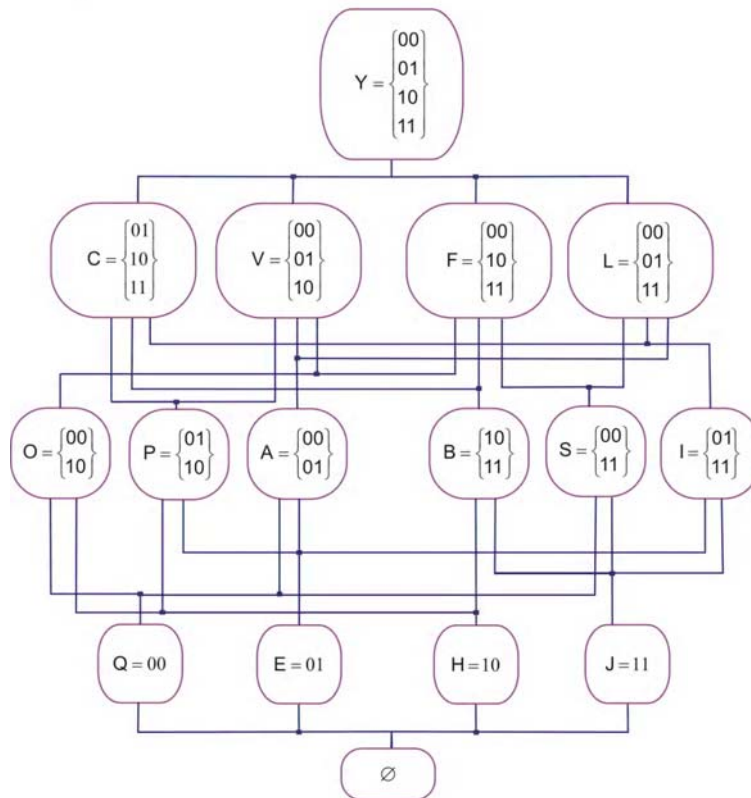 Y = {00
01
10
11}
C = {01
10
11}
V = {00
01
10}
F = {00
10
11}
L = {00
01
11}
O = {00
10}
P = {01
10}
A = {00
01}
B = {10
11}
S = {00
11}
I = {01
11}
Q = 00
E = 01
H = 10
J = 11
∅